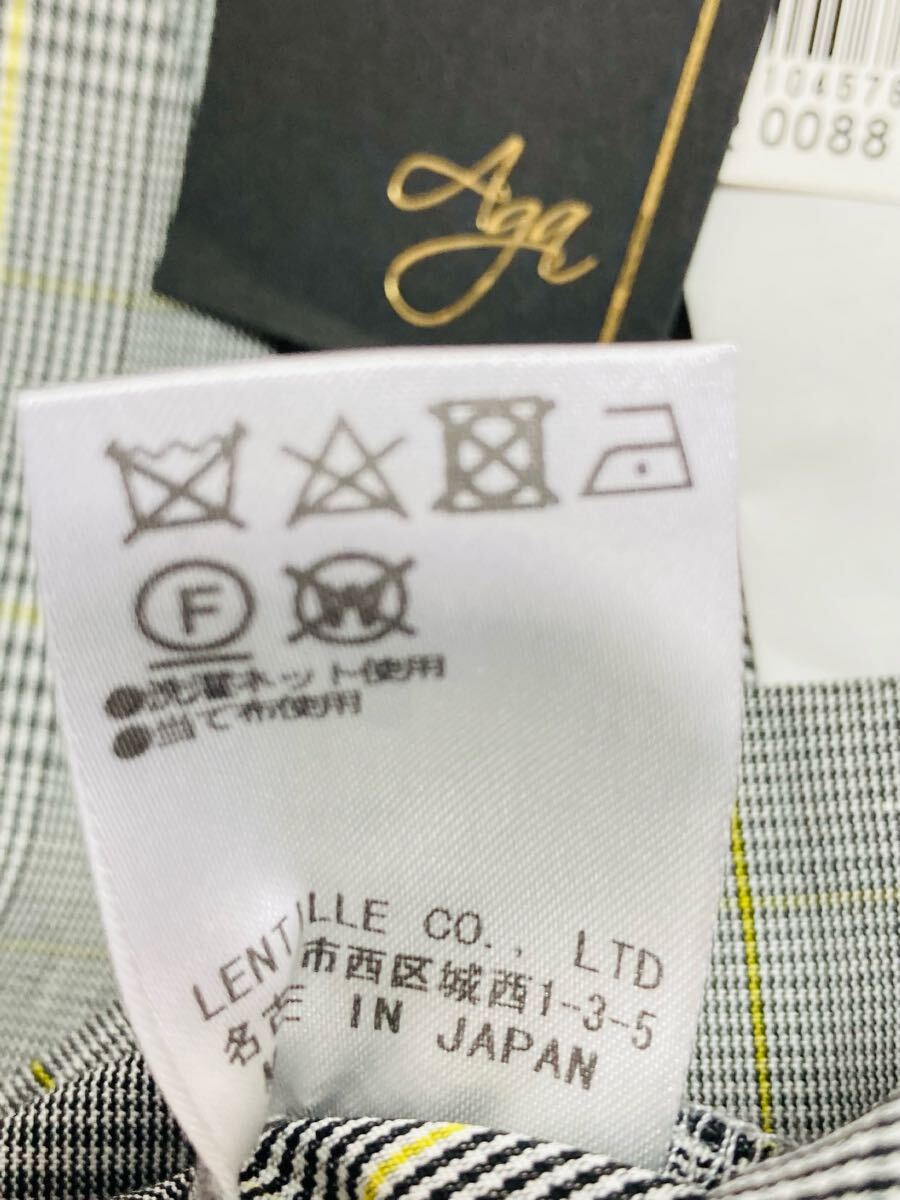 Aga
104578
0088
F
W
●洗濯ネット使用
●当て布使用
LENT ILLE CO., LTD
名古 市西区城西1-3-5
IN JAPAN